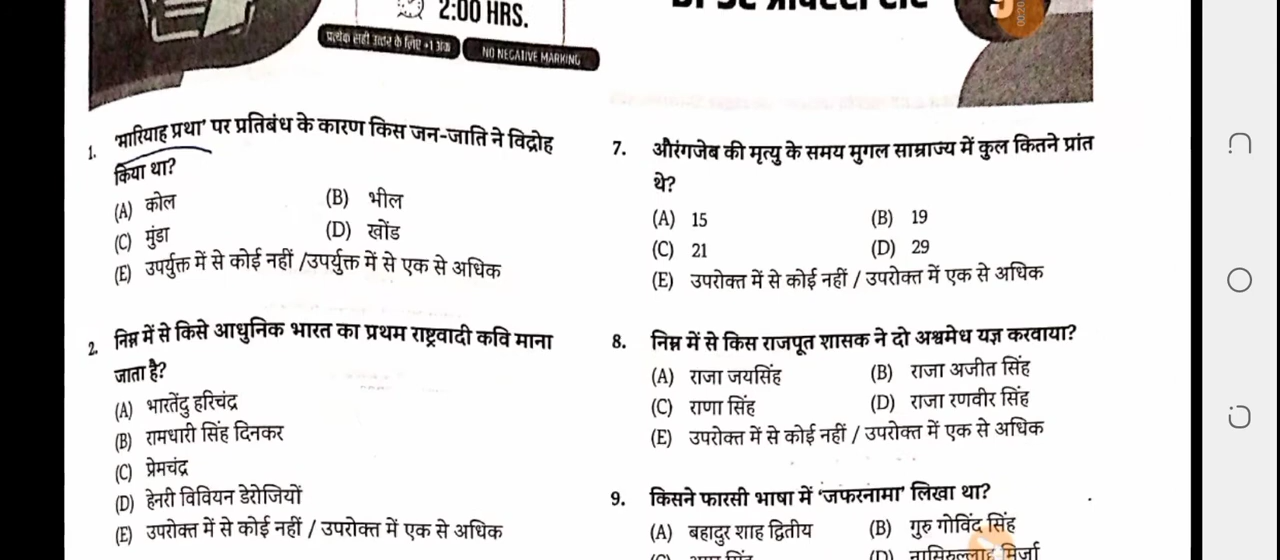 2:00 HRS.
प्रत्येक सही उत्तर के लिए +1 अंक
NO NEGATIVE MARKING
00:20
1. 'मारियाह प्रथा' पर प्रतिबंध के कारण किस जन-जाति ने विद्रोह
किया था?
(A) कोल
(B) भील
(C) मुंडा
(D) खोंड
(E) उपर्युक्त में से कोई नहीं /उपर्युक्त में से एक से अधिक
2. निम्न में से किसे आधुनिक भारत का प्रथम राष्ट्रवादी कवि माना
जाता है?
(A) भारतेंदु हरिचंद्र
(B) रामधारी सिंह दिनकर
(C) प्रेमचंद्र
(D) हेनरी विवियन डेरोजियों
(E) उपरोक्त में से कोई नहीं / उपरोक्त में एक से अधिक
7. औरंगजेब की मृत्यु के समय मुगल साम्राज्य में कुल कितने प्रांत
थे?
(A) 15
(B) 19
(C) 21
(D) 29
(E) उपरोक्त में से कोई नहीं / उपरोक्त में एक से अधिक
8. निम्न में से किस राजपूत शासक ने दो अश्वमेध यज्ञ करवाया?
(A) राजा जयसिंह
(B) राजा अजीत सिंह
(C) राणा सिंह
(D) राजा रणवीर सिंह
(E) उपरोक्त में से कोई नहीं / उपरोक्त में एक से अधिक
9. किसने फारसी भाषा में 'जफरनामा' लिखा था?
(A) बहादुर शाह द्वितीय
(B) गुरु गोविंद सिंह
(D) नासिरुल्लाह मिर्जा